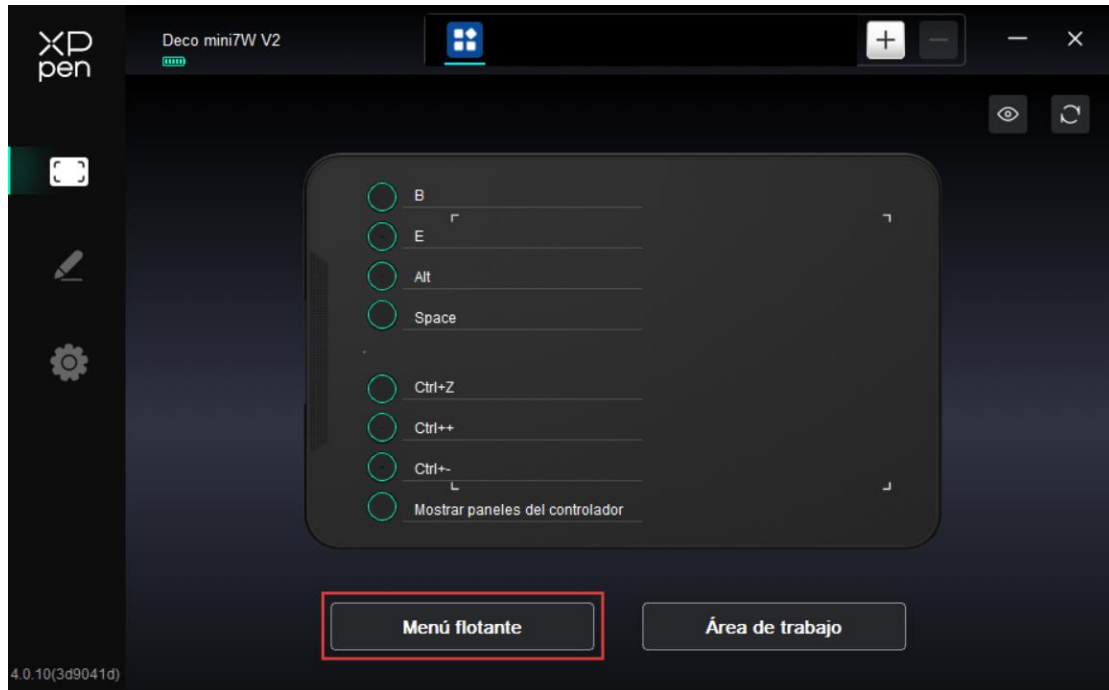 XP
pen
Deco mini7W V2
B
E
Alt
Space
Ctrl+Z
Ctrl++
Ctrl+-
Mostrar paneles del controlador
Menú flotante
Área de trabajo
4.0.10(3d9041d)